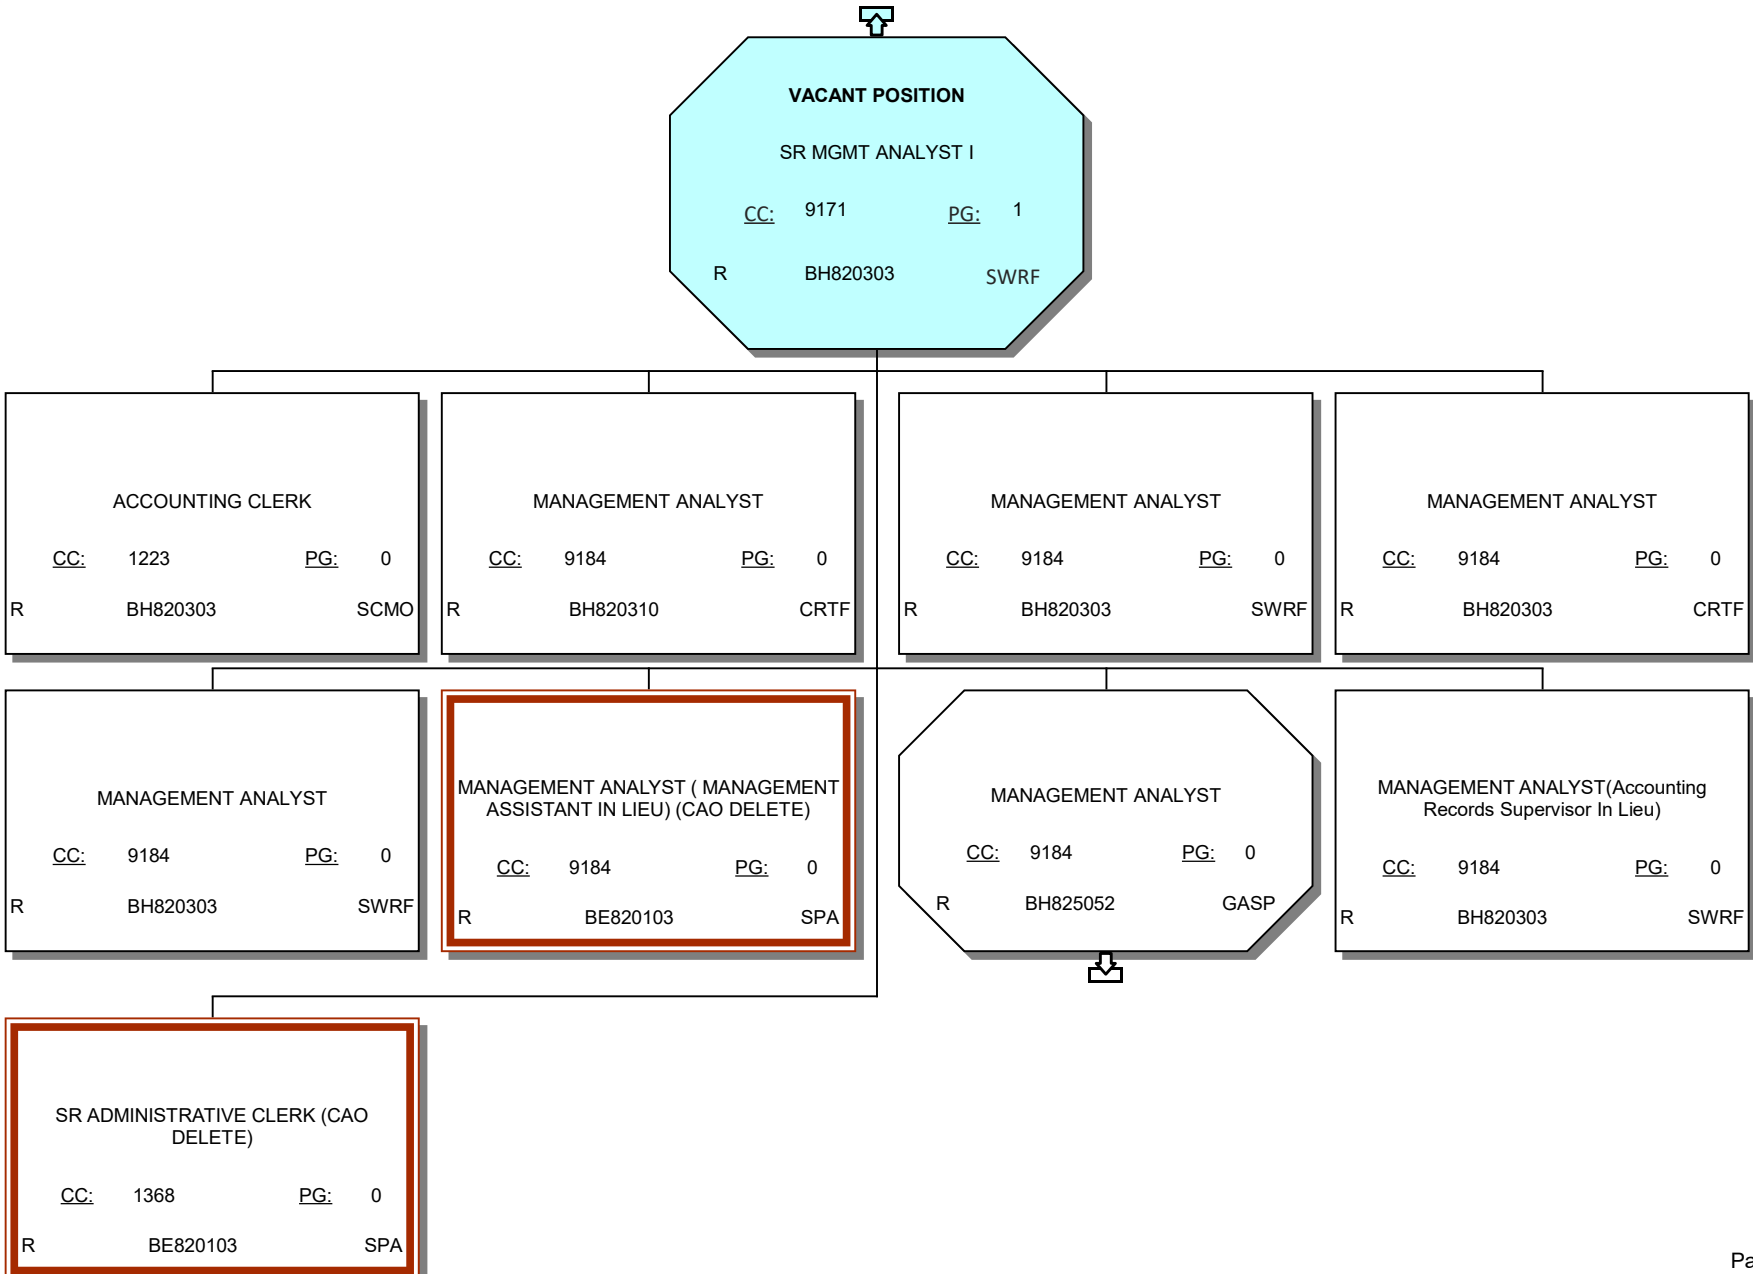 VACANT POSITION
SR MGMT ANALYST I
CC: 9171 PG: 1
R BH820303 SWRF
ACCOUNTING CLERK
CC: 1223 PG: 0
R BH820303 SCMO
MANAGEMENT ANALYST
CC: 9184 PG: 0
R BH820310 CRTF
MANAGEMENT ANALYST
CC: 9184 PG: 0
R BH820303 SWRF
MANAGEMENT ANALYST
CC: 9184 PG: 0
R BH820303 CRTF
MANAGEMENT ANALYST
CC: 9184 PG: 0
R BH820303 SWRF
MANAGEMENT ANALYST ( MANAGEMENT
ASSISTANT IN LIEU) (CAO DELETE)
CC: 9184 PG: 0
R BE820103 SPA
MANAGEMENT ANALYST
CC: 9184 PG: 0
R BH825052 GASP
MANAGEMENT ANALYST(Accounting
Records Supervisor In Lieu)
CC: 9184 PG: 0
R BH820303 SWRF
SR ADMINISTRATIVE CLERK (CAO
DELETE)
CC: 1368 PG: 0
R BE820103 SPA
Pa